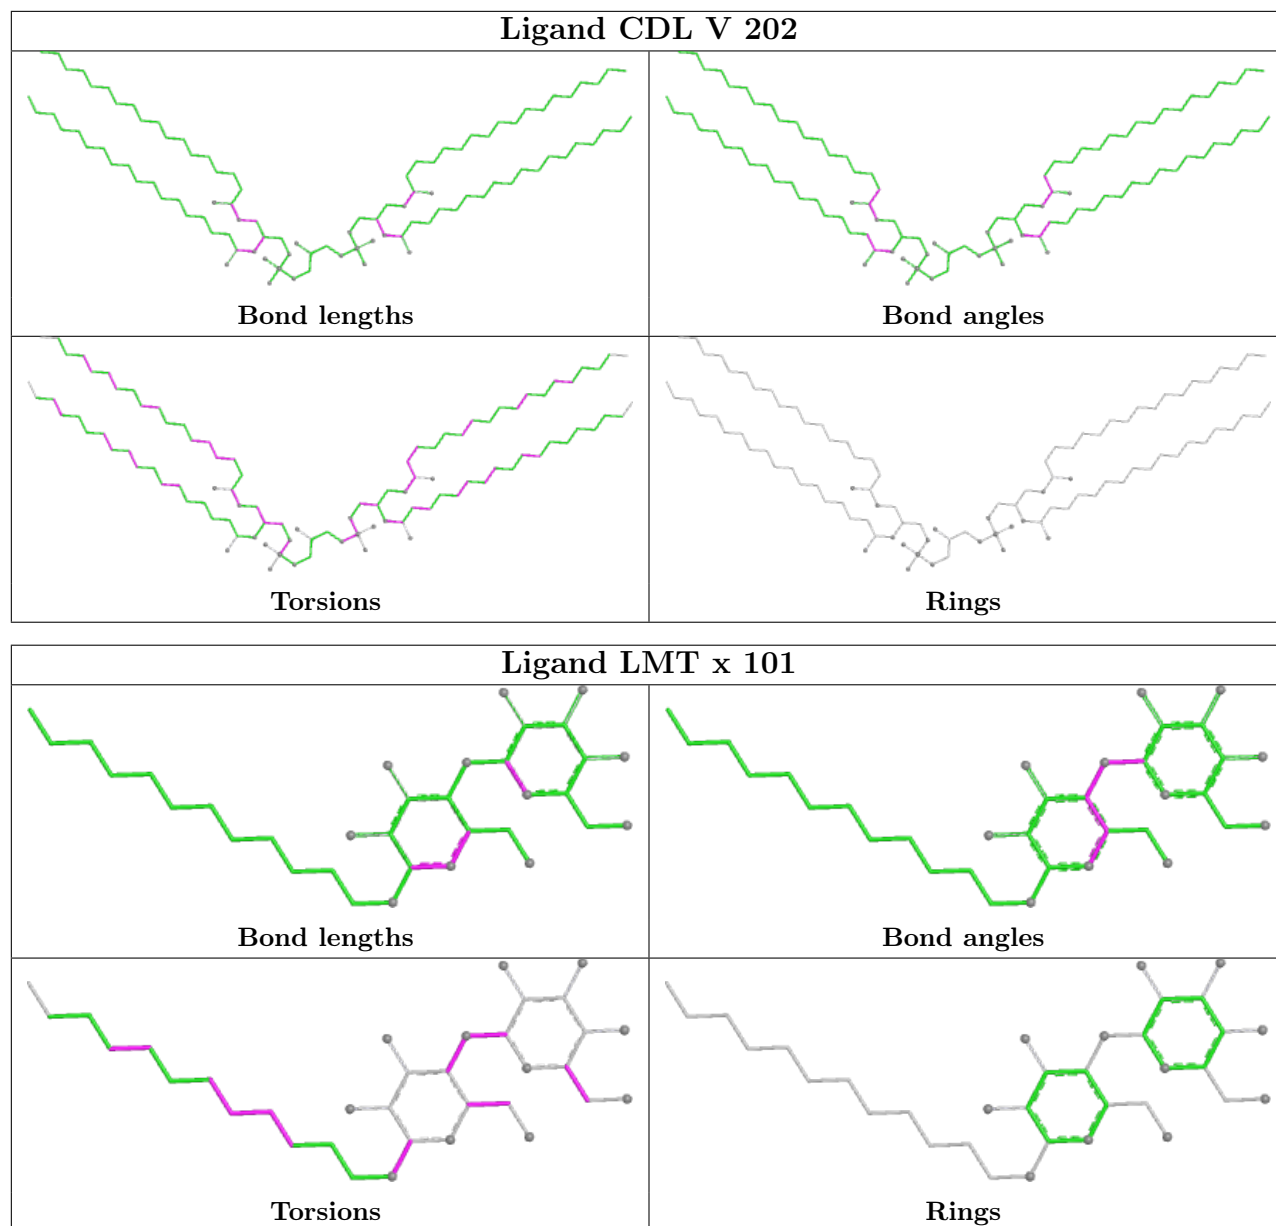 Ligand CDL V 202
Bond lengths
Bond angles
Torsions
Rings
Ligand LMT x 101
Bond lengths
Bond angles
Torsions
Rings